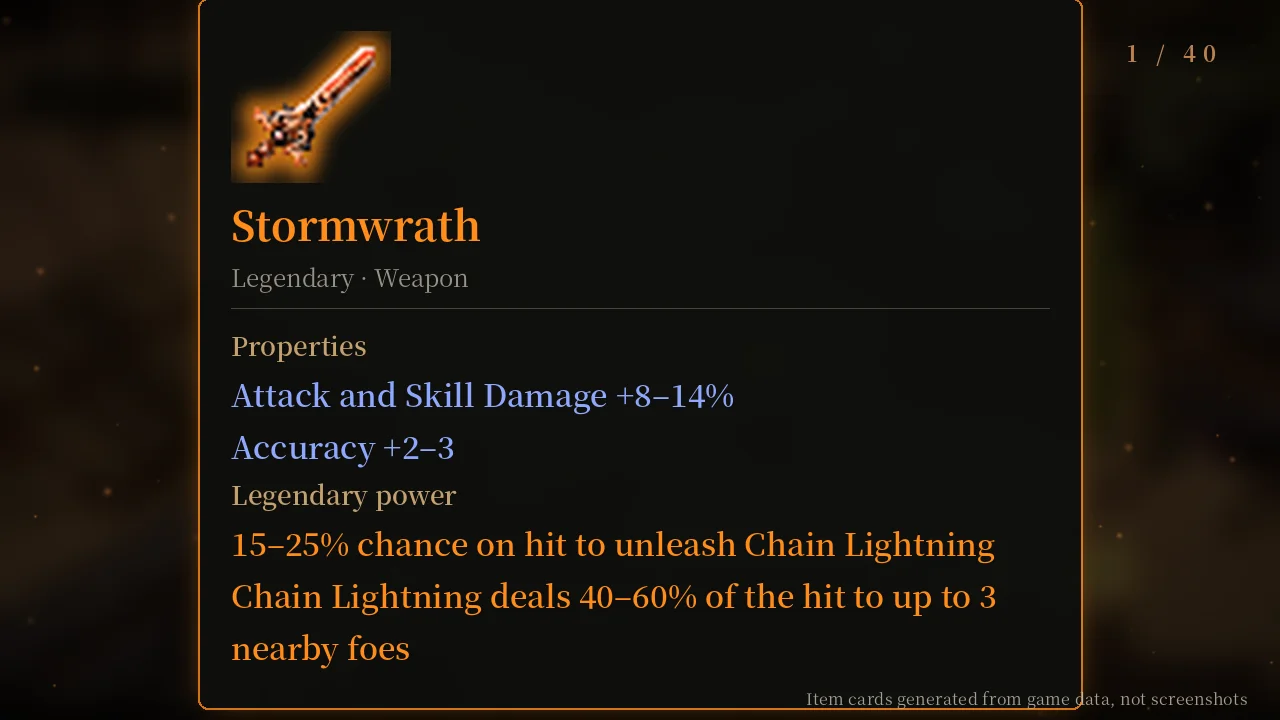 1 / 40
Stormwrath
Legendary · Weapon
Properties
Attack and Skill Damage +8–14%
Accuracy +2–3
Legendary power
15–25% chance on hit to unleash Chain Lightning
Chain Lightning deals 40–60% of the hit to up to 3
nearby foes
Item cards generated from game data, not screenshots